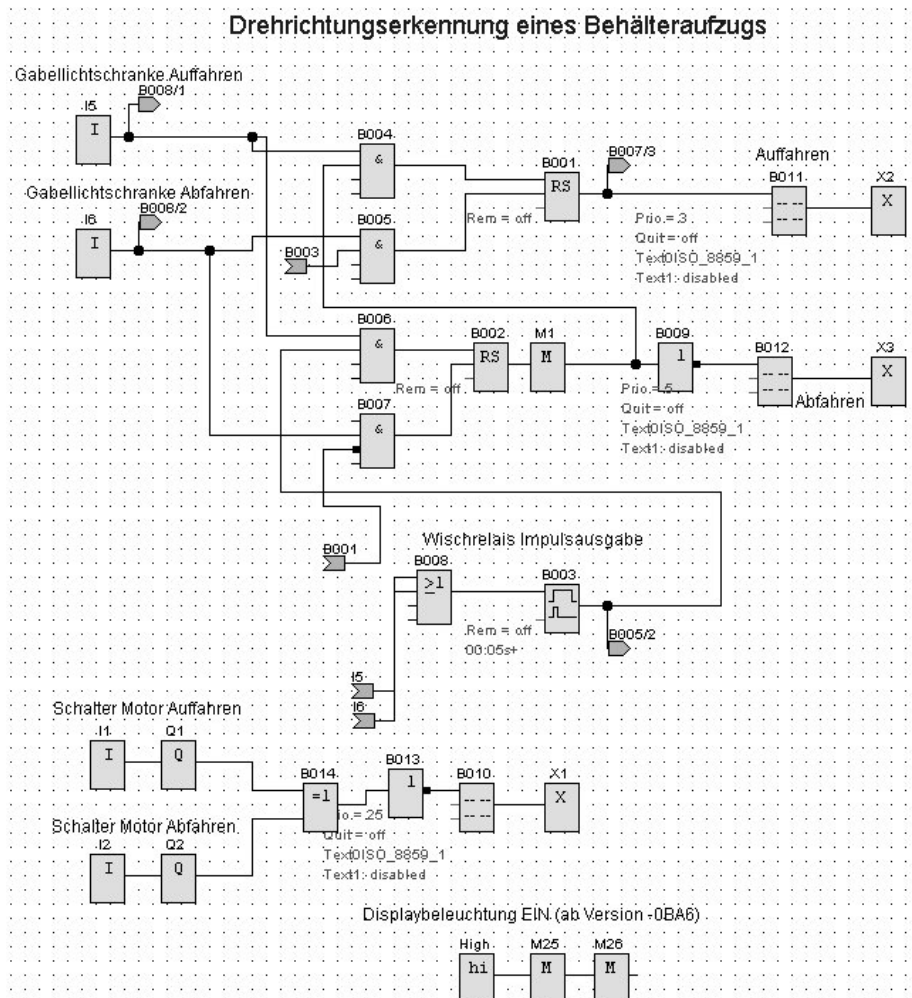 Drehrichtungserkennung eines Behälteraufzugs
Gabellichtschranke Auffahren
B008/1
I5
I
B004
&
B007/3
B001
RS
Rem = off
Auffahren
B011
X2
X
Gabellichtschranke Abfahren
B008/2
I6
I
B005
&
B003
Prio.= 3
Quit = off
Text0ISO_8859_1
Text1: disabled
B006
&
B002
RS
Rem = off
M1
M
B009
1
B012
X3
X
Prio.= 5
Quit = off
Text0ISO_8859_1
Text1: disabled
Abfahren
B007
&
B001
Wischrelais Impulsausgabe
B008
≥1
B003
Rem = off
00:05s+
B005/2
I5
I6
Schalter Motor Auffahren
I1
I
Q1
Q
B014
=1
B013
1
B010
X1
X
io.= 25
Quit = off
Text0ISO_8859_1
Text1: disabled
Schalter Motor Abfahren
I2
I
Q2
Q
Displaybeleuchtung EIN (ab Version -0BA6)
High
hi
M25
M
M26
M